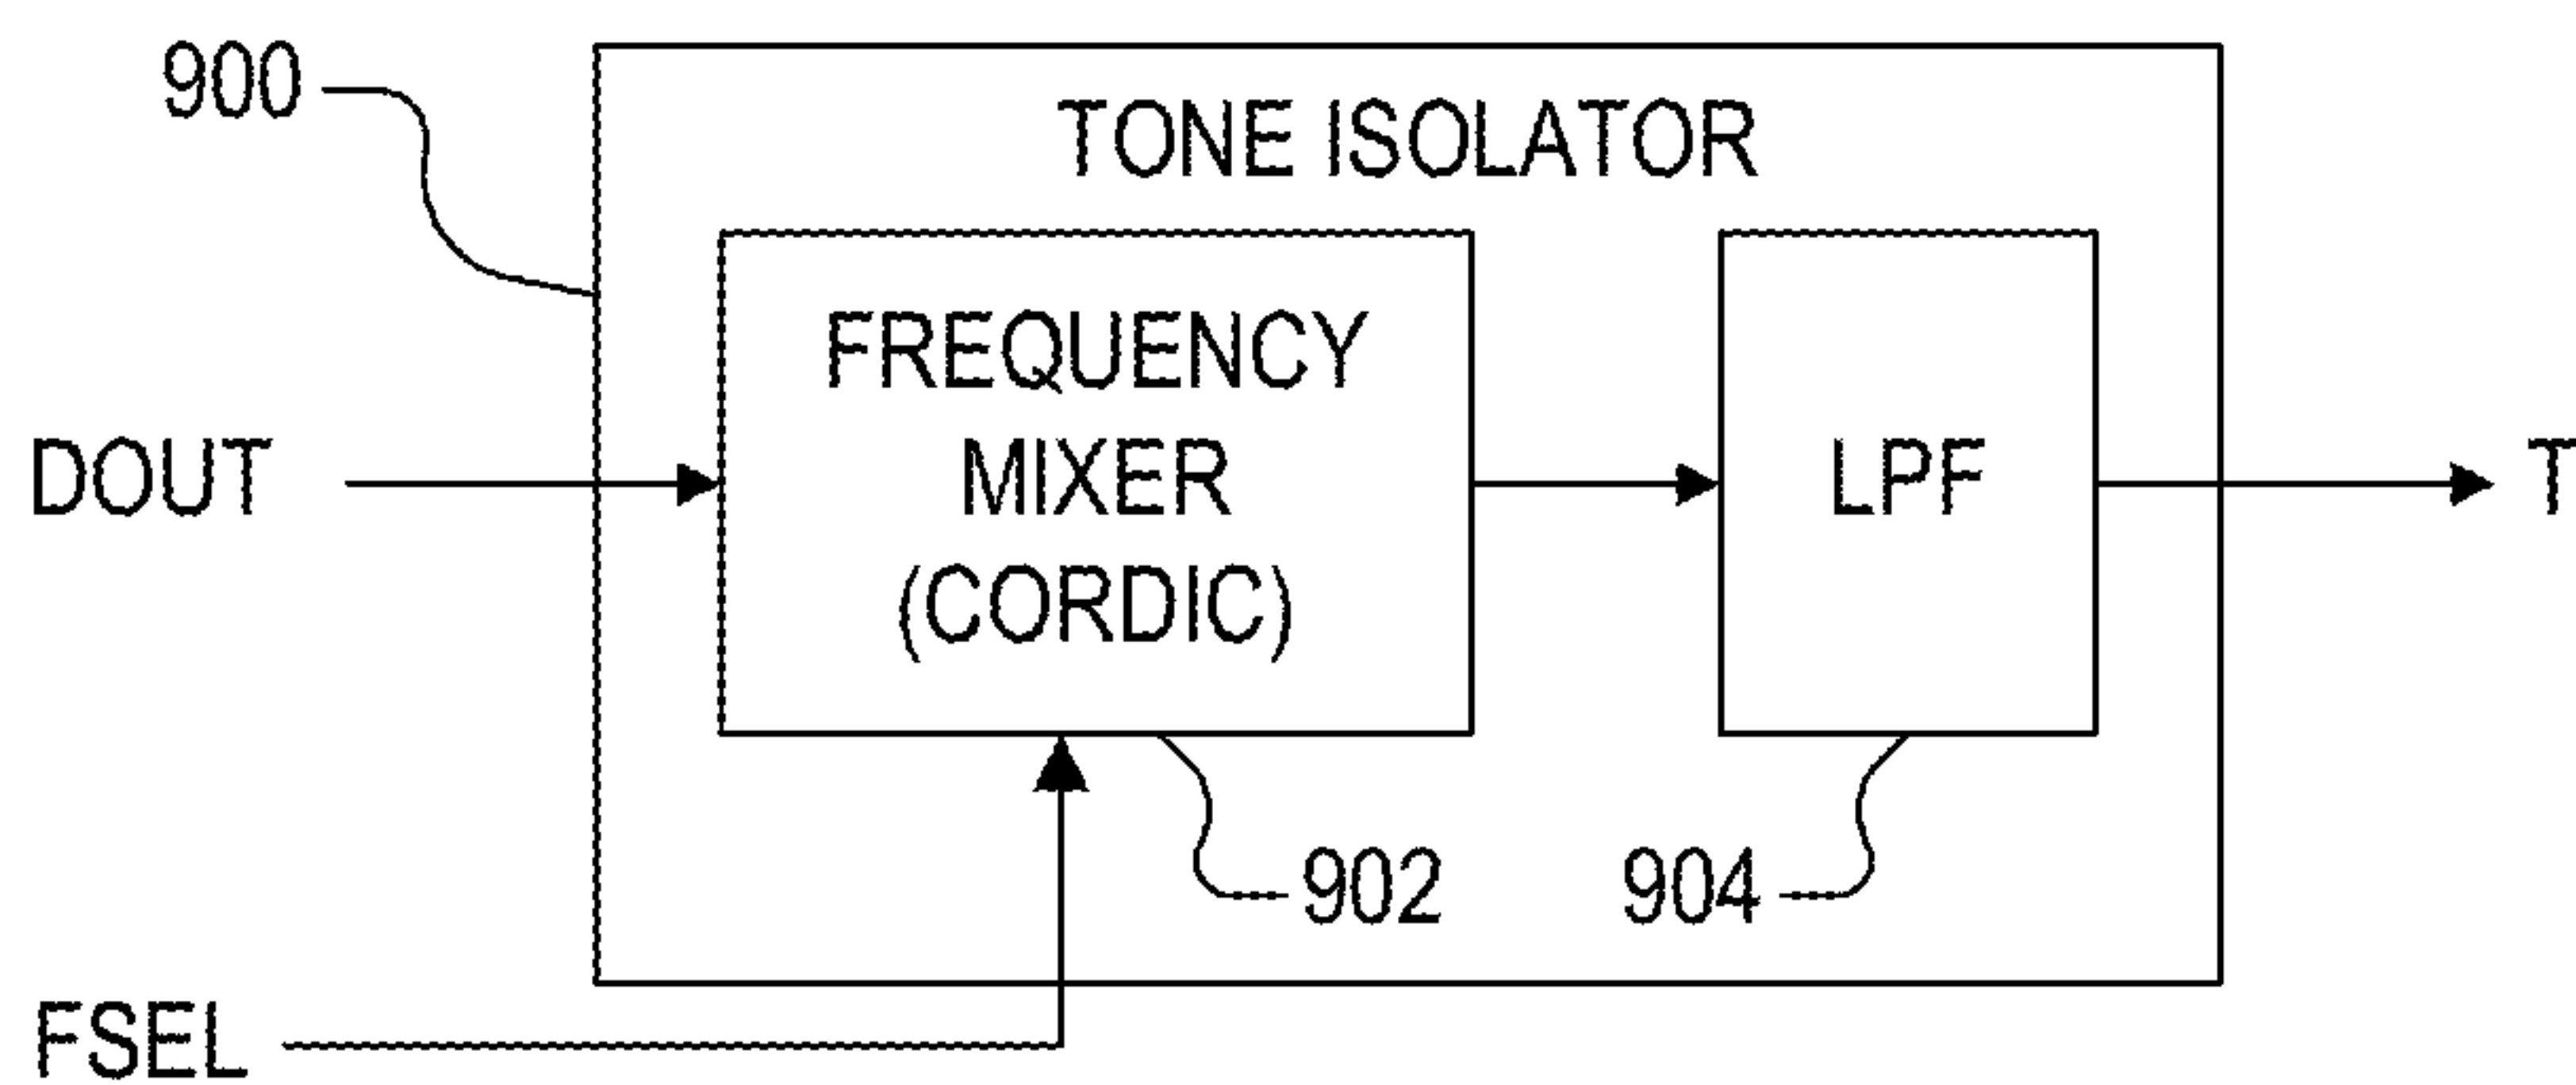 900
TONE ISOLATOR
FREQUENCY
MIXER
(CORDIC)
DOUT
LPF
T
902
904
FSEL